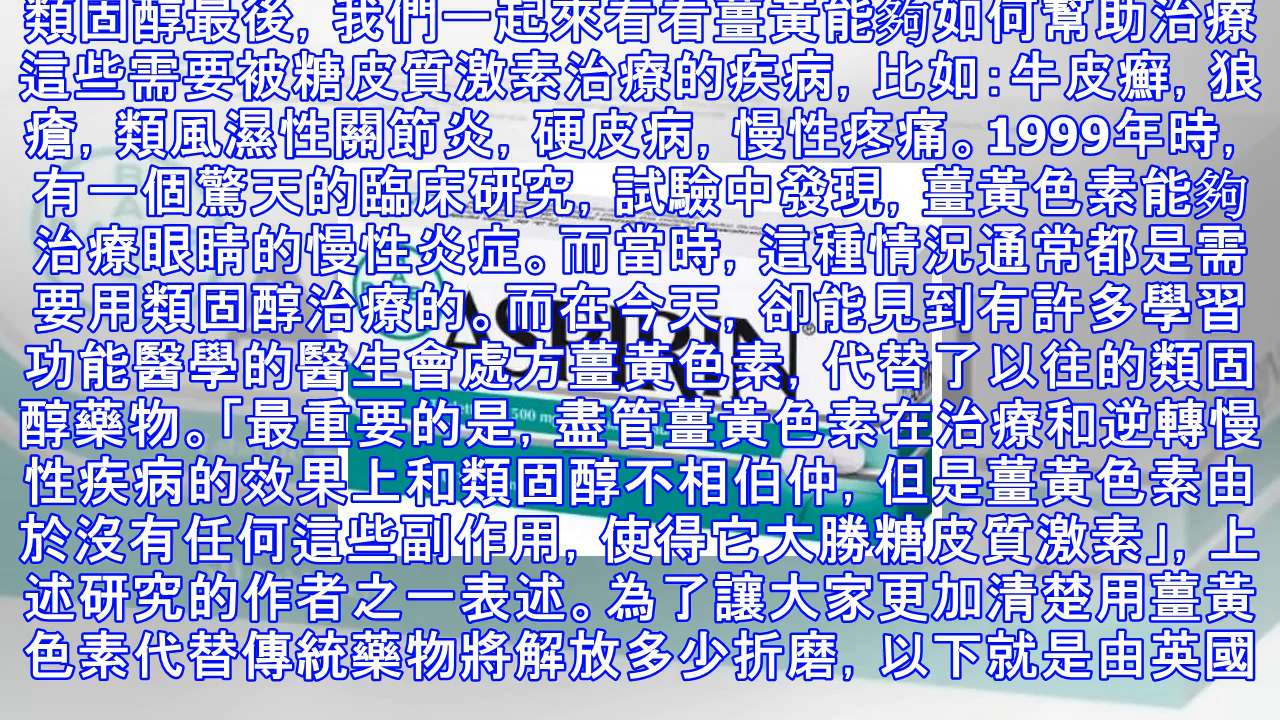 類固醇最後, 我們一起來看看薑黃能夠如何幫助治療
這些需要被糖皮質激素治療的疾病, 比如:牛皮癬, 狼
瘡, 類風濕性關節炎, 硬皮病, 慢性疼痛。1999年時,
有一個驚天的臨床研究, 試驗中發現, 薑黃色素能夠
治療眼睛的慢性炎症。而當時, 這種情況通常都是需
要用類固醇治療的。而在今天, 卻能見到有許多學習
功能醫學的醫生會處方薑黃色素, 代替了以往的類固
醇藥物。「最重要的是, 盡管薑黃色素在治療和逆轉慢
性疾病的效果上和類固醇不相伯仲, 但是薑黃色素由
於沒有任何這些副作用, 使得它大勝糖皮質激素」, 上
述研究的作者之一表述。為了讓大家更加清楚用薑黃
色素代替傳統藥物將解放多少折磨, 以下就是由英國
ASPIRIN®
500 mg